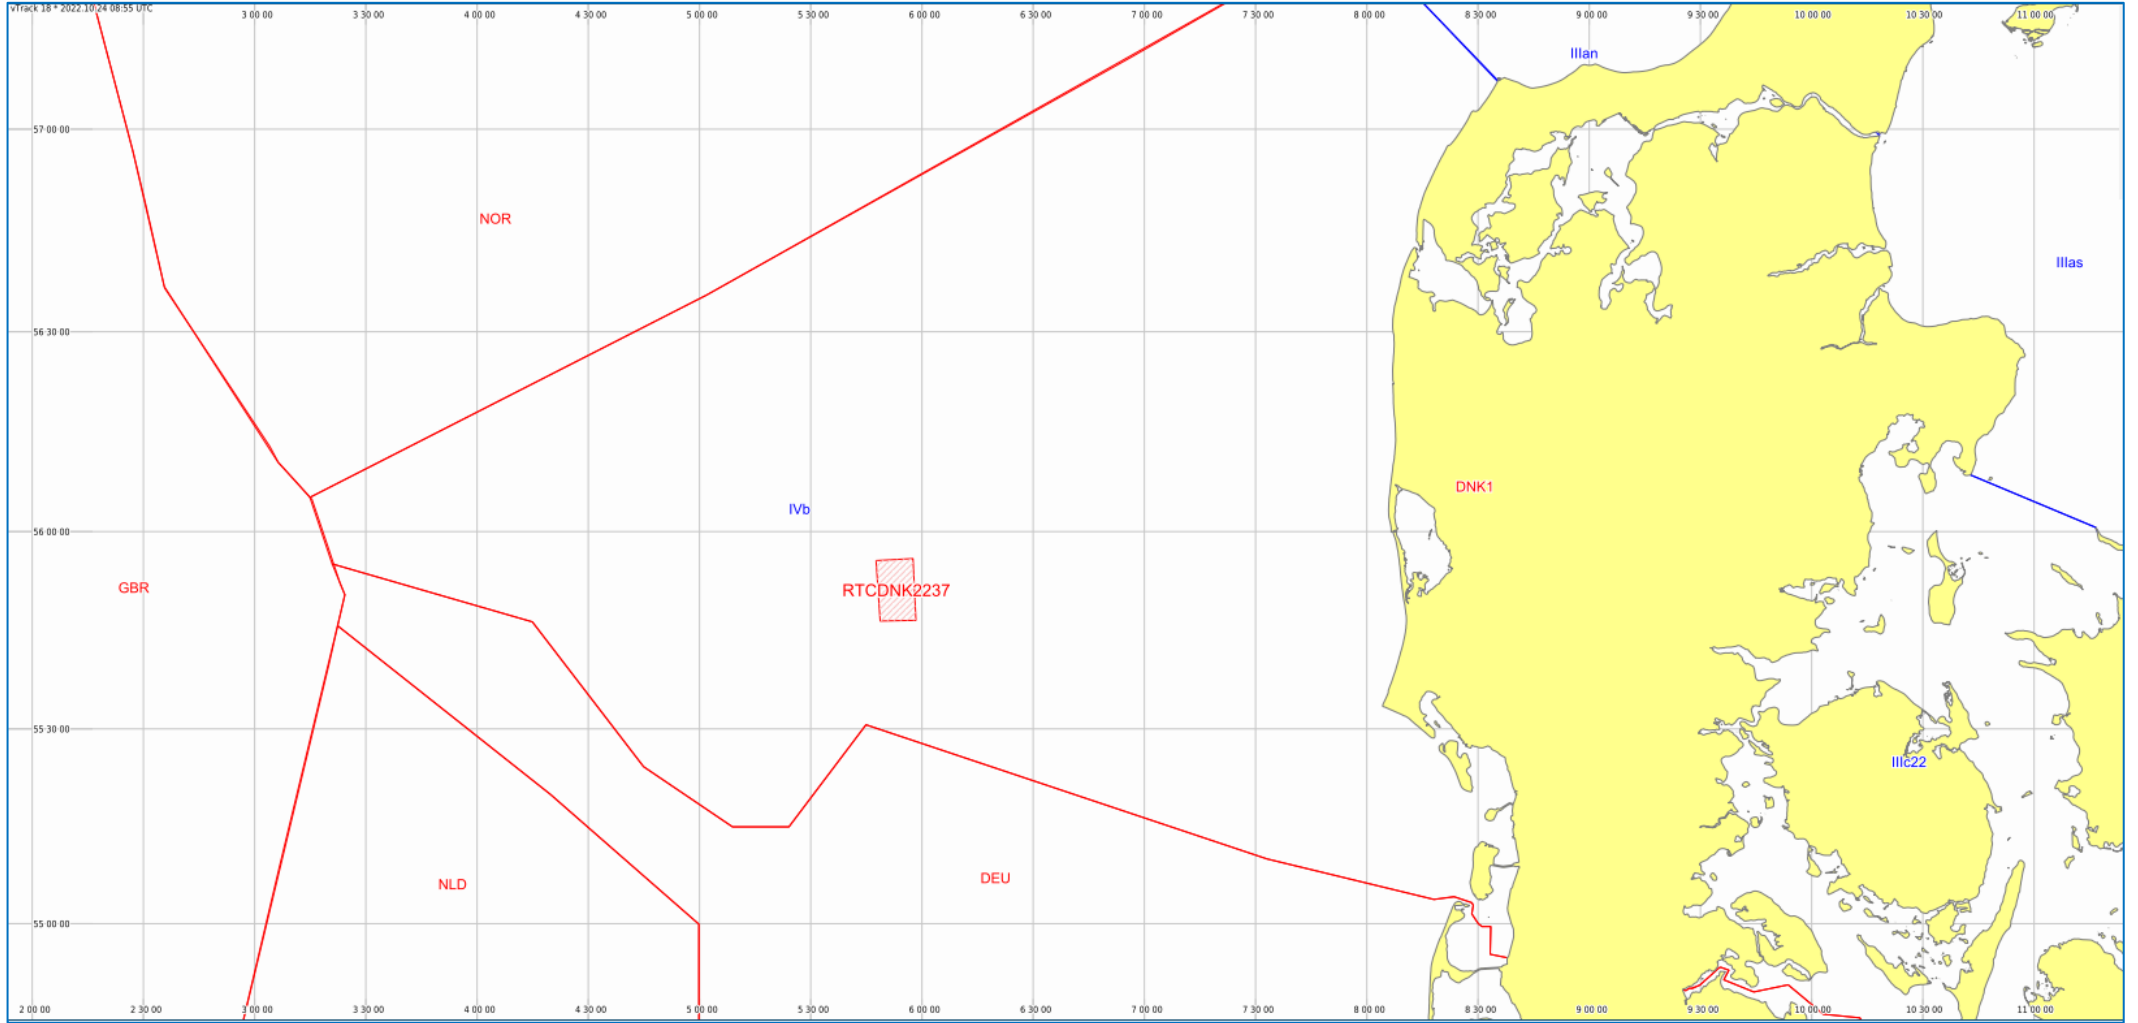 vTrack 18 * 2022.10.24 08:55 UTC
3 00 00 3 30 00 4 00 00 4 30 00 5 00 00 5 30 00 6 00 00 6 30 00 7 00 00 7 30 00 8 00 00 8 30 00 9 00 00 9 30 00 10 00 00 10 30 00 11 00 00
IIIan
57 00 00
NOR
IIIas
56 30 00
DNK1
IVb
56 00 00
GBR
RTCDNK2237
55 30 00
IIIc22
DEU
NLD
55 00 00
2 00 00 2 30 00 3 00 00 3 30 00 4 00 00 4 30 00 5 00 00 5 30 00 6 00 00 6 30 00 7 00 00 7 30 00 8 00 00 8 30 00 9 00 00 9 30 00 10 00 00 10 30 00 11 00 00